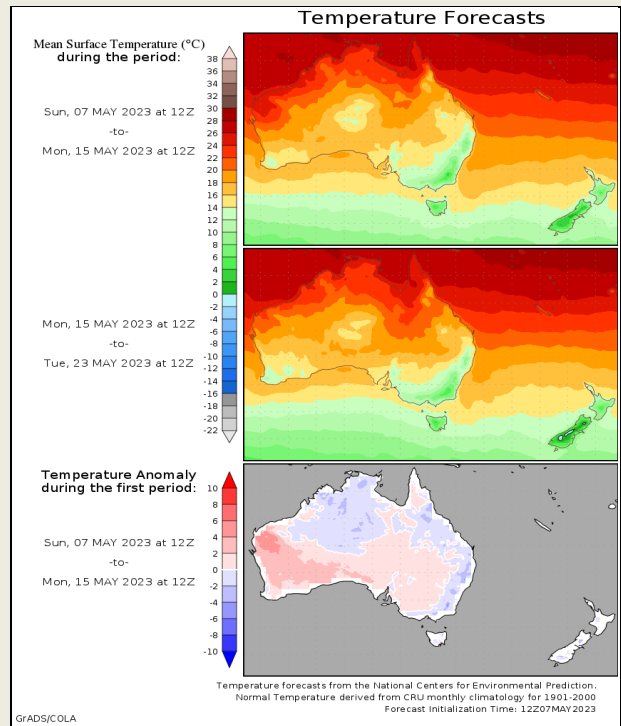 Temperature Forecasts
Mean Surface Temperature (°C)
during the period:
38
36
34
32
30
28
26
24
22
20
18
16
14
12
10
8
6
4
2
0
-2
-4
-6
-8
-10
-12
-14
-16
-18
-20
-22
Sun, 07 MAY 2023 at 12Z
-to-
Mon, 15 MAY 2023 at 12Z
Mon, 15 MAY 2023 at 12Z
-to-
Tue, 23 MAY 2023 at 12Z
Temperature Anomaly
during the first period:
10
8
6
4
2
0
-2
-4
-6
-8
-10
Sun, 07 MAY 2023 at 12Z
-to-
Mon, 15 MAY 2023 at 12Z
Temperature forecasts from the National Centers for Environmental Prediction.
Normal Temperature derived from CRU monthly climatology for 1901-2000
Forecast Initialization Time: 12Z07MAY2023
GrADS/COLA